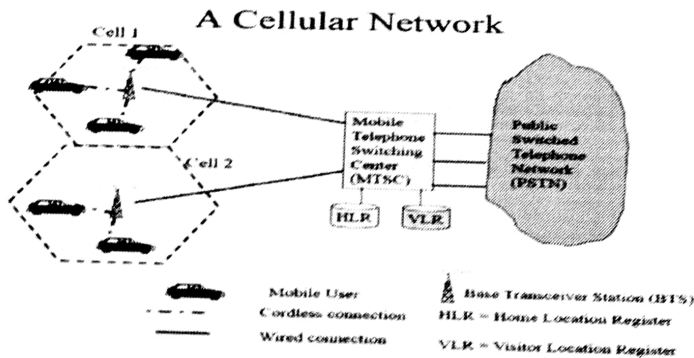 A Cellular Network
Cell 1
Cell 2
Mobile
Telephone
Switching
Center
(MTSC)
HLR
VLR
Public
Switched
Telephone
Network
(PSTN)
Mobile User
Cordless connection
Wired connection
Base Transceiver Station (BTS)
HLR = Home Location Register
VLR = Visitor Location Register